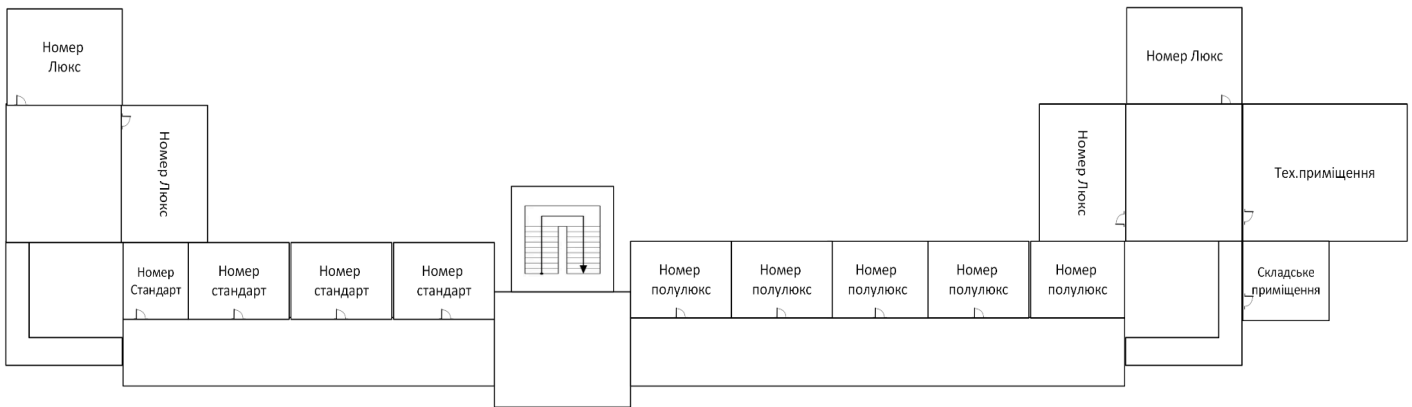 Номер
Люкс
Номер Люкс
Номер Люкс
Номер Люкс
Тех.приміщення
Номер
Стандарт
Номер
стандарт
Номер
стандарт
Номер
стандарт
Номер
полулюкс
Номер
полулюкс
Номер
полулюкс
Номер
полулюкс
Номер
полулюкс
Складське
приміщення